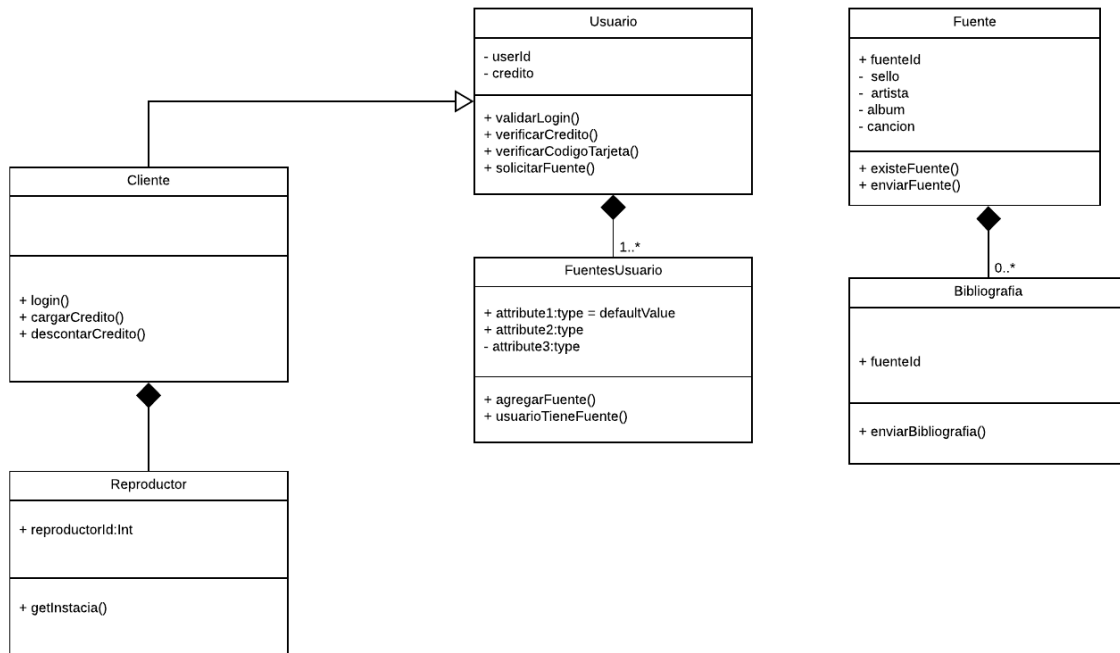 Usuario
- userId
- credito
+ validarLogin()
+ verificarCredito()
+ verificarCodigoTarjeta()
+ solicitarFuente()
Fuente
+ fuenteId
- sello
- artista
- album
- cancion
+ existeFuente()
+ enviarFuente()
Cliente
+ login()
+ cargarCredito()
+ descontarCredito()
1..*
FuentesUsuario
+ attribute1:type = defaultValue
+ attribute2:type
- attribute3:type
+ agregarFuente()
+ usuarioTieneFuente()
0..*
Bibliografia
+ fuenteId
+ enviarBibliografia()
Reproductor
+ reproductorId:Int
+ getInstacia()